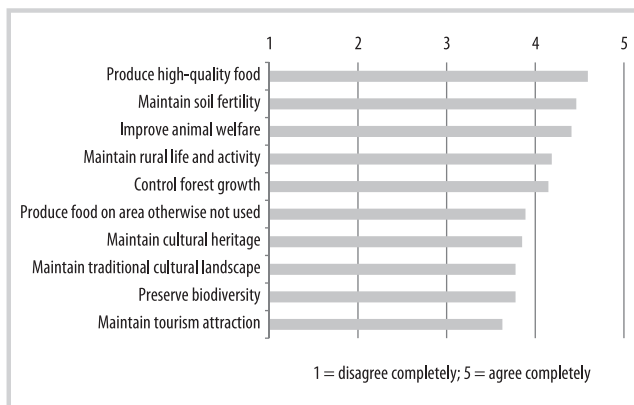 1 2 3 4 5
Produce high-quality food
Maintain soil fertility
Improve animal welfare
Maintain rural life and activity
Control forest growth
Produce food on area otherwise not used
Maintain cultural heritage
Maintain traditional cultural landscape
Preserve biodiversity
Maintain tourism attraction
1 = disagree completely; 5 = agree completely